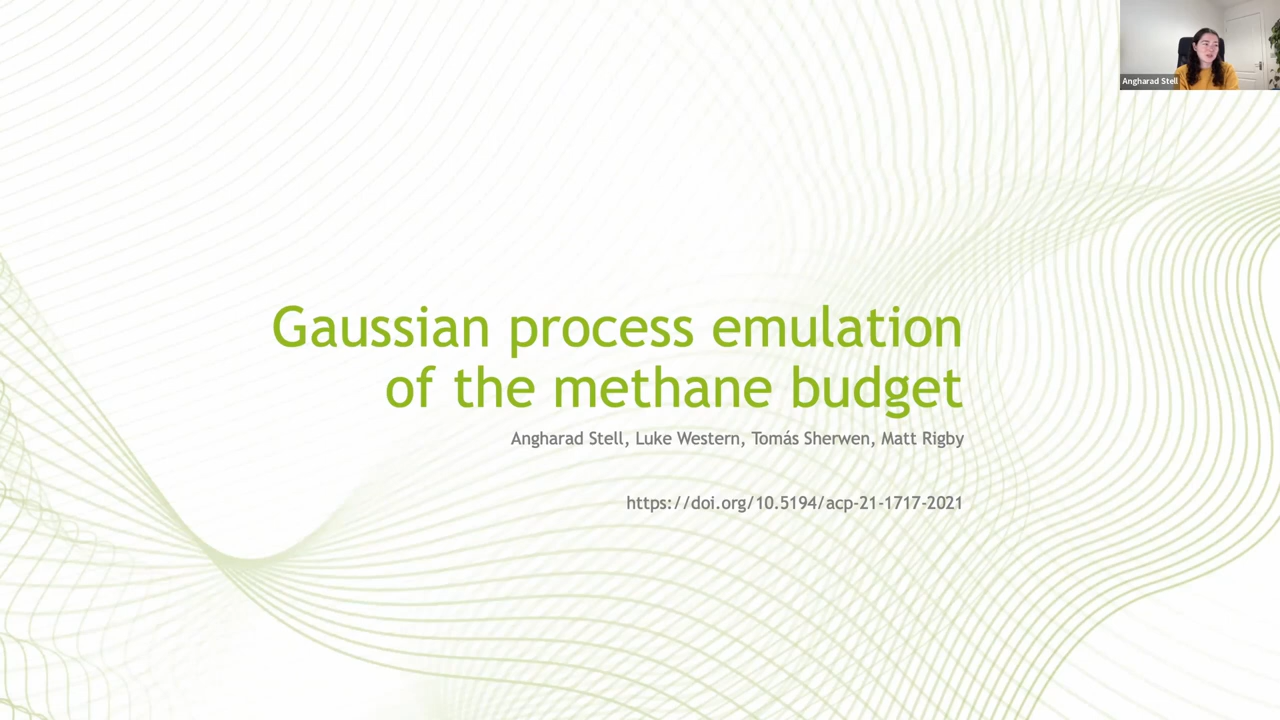 Angharad Stell
Gaussian process emulation
of the methane budget
Angharad Stell, Luke Western, Tomás Sherwen, Matt Rigby
https://doi.org/10.5194/acp-21-1717-2021